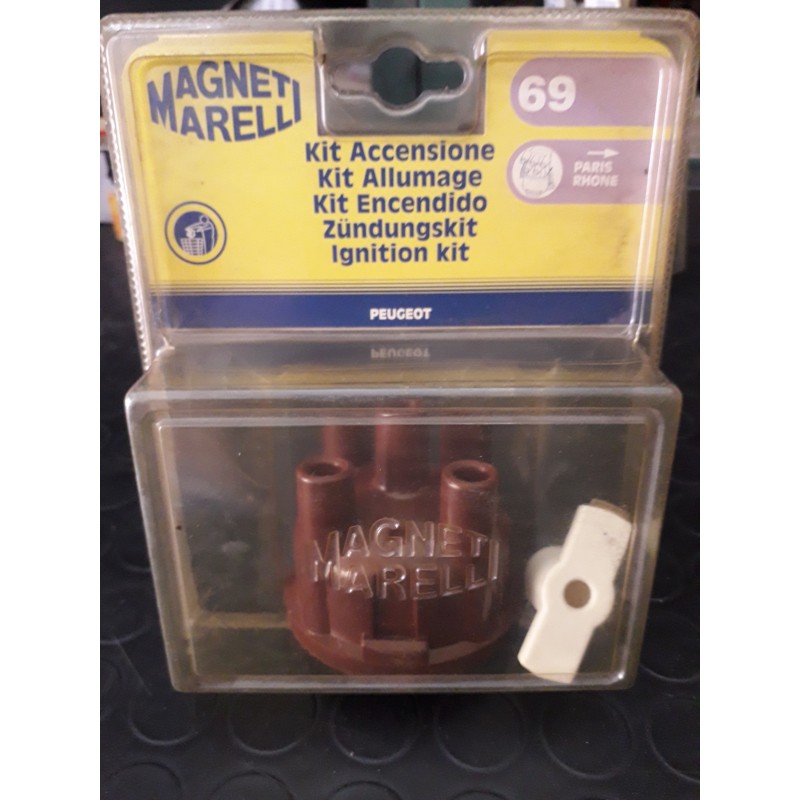 MAGNETI
MARELLI
69
PARIS
RHONE
Kit Accensione
Kit Allumage
Kit Encendido
Zündungskit
Ignition kit
PEUGEOT
PEUGEOT
MAGNETI
MARELLI